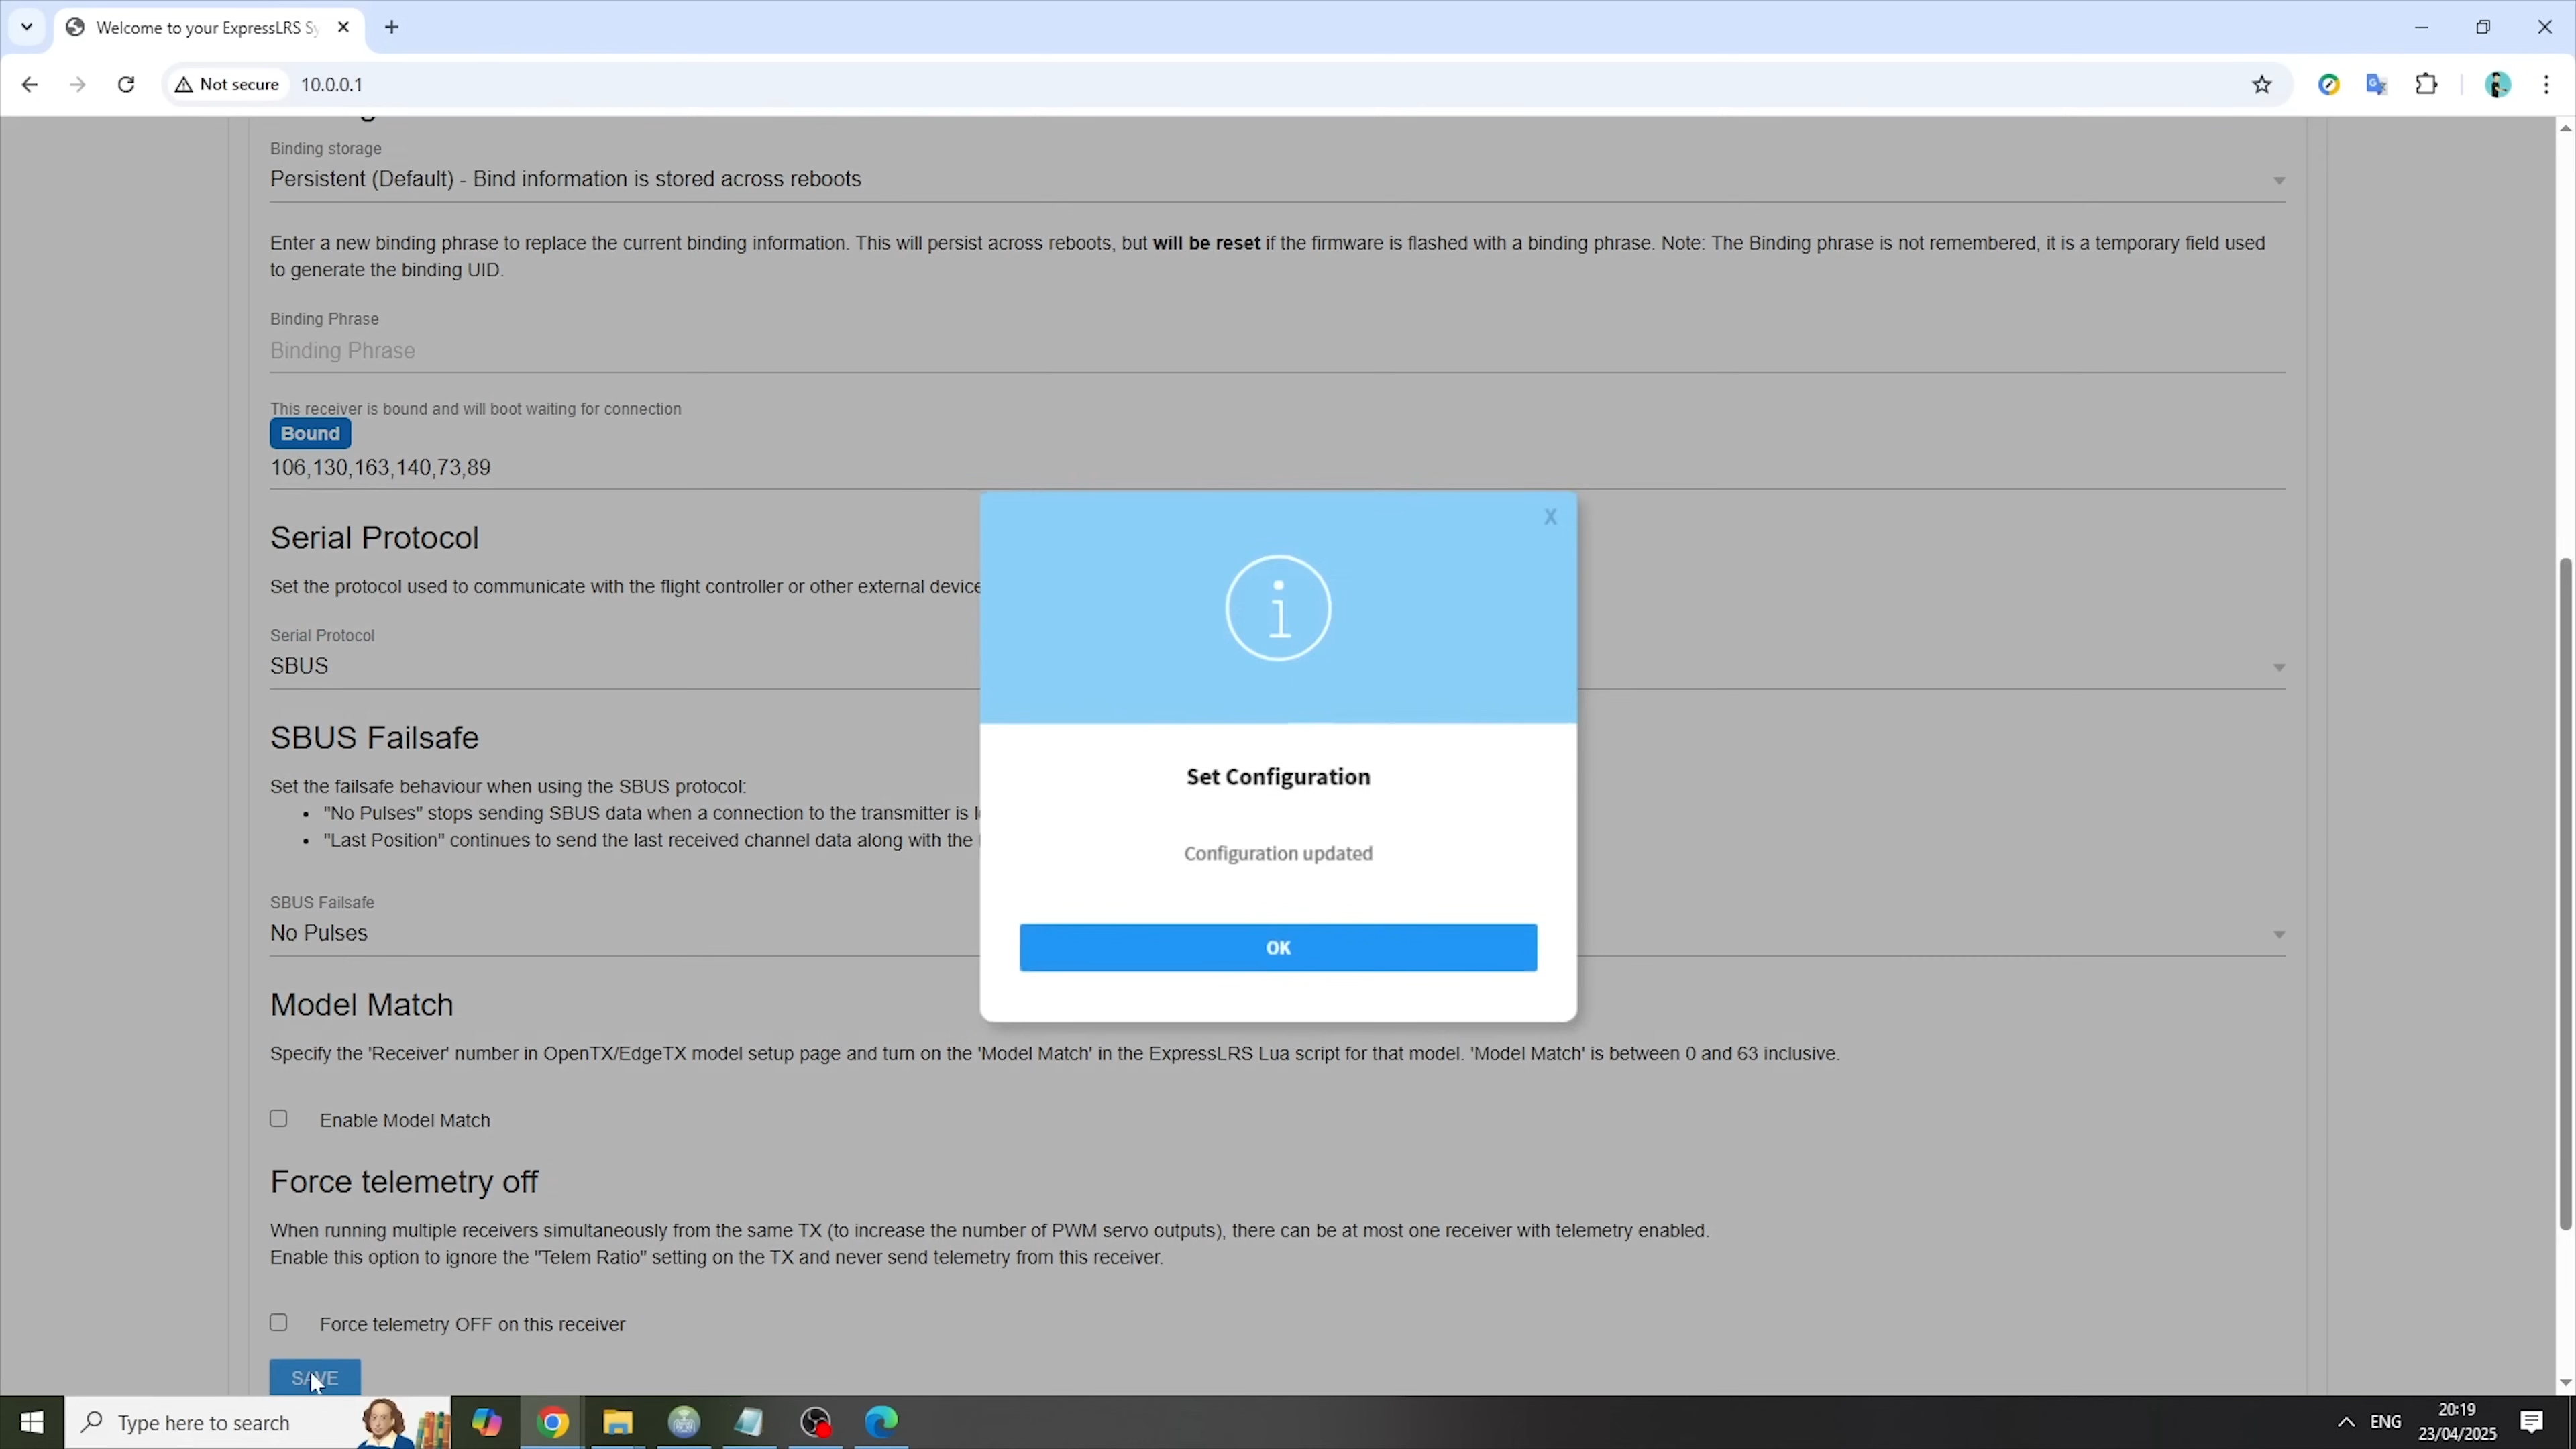 Welcome to your ExpressLRS Sy
Not secure
10.0.0.1
Binding storage
Persistent (Default) - Bind information is stored across reboots
Enter a new binding phrase to replace the current binding information. This will persist across reboots, but will be reset if the firmware is flashed with a binding phrase. Note: The Binding phrase is not remembered, it is a temporary field used
to generate the binding UID.
Binding Phrase
Binding Phrase
This receiver is bound and will boot waiting for connection
Bound
106,130,163,140,73,89
Serial Protocol
Set the protocol used to communicate with the flight controller or other external device
Serial Protocol
SBUS
SBUS Failsafe
Set the failsafe behaviour when using the SBUS protocol:
"No Pulses" stops sending SBUS data when a connection to the transmitter is
"Last Position" continues to send the last received channel data along with the
SBUS Failsafe
No Pulses
X
Set Configuration
Configuration updated
OK
Model Match
Specify the 'Receiver' number in OpenTX/EdgeTX model setup page and turn on the 'Model Match' in the ExpressLRS Lua script for that model. 'Model Match' is between 0 and 63 inclusive.
Enable Model Match
Force telemetry off
When running multiple receivers simultaneously from the same TX (to increase the number of PWM servo outputs), there can be at most one receiver with telemetry enabled.
Enable this option to ignore the "Telem Ratio" setting on the TX and never send telemetry from this receiver.
Force telemetry OFF on this receiver
SAVE
Type here to search
ENG
20:19
23/04/2025